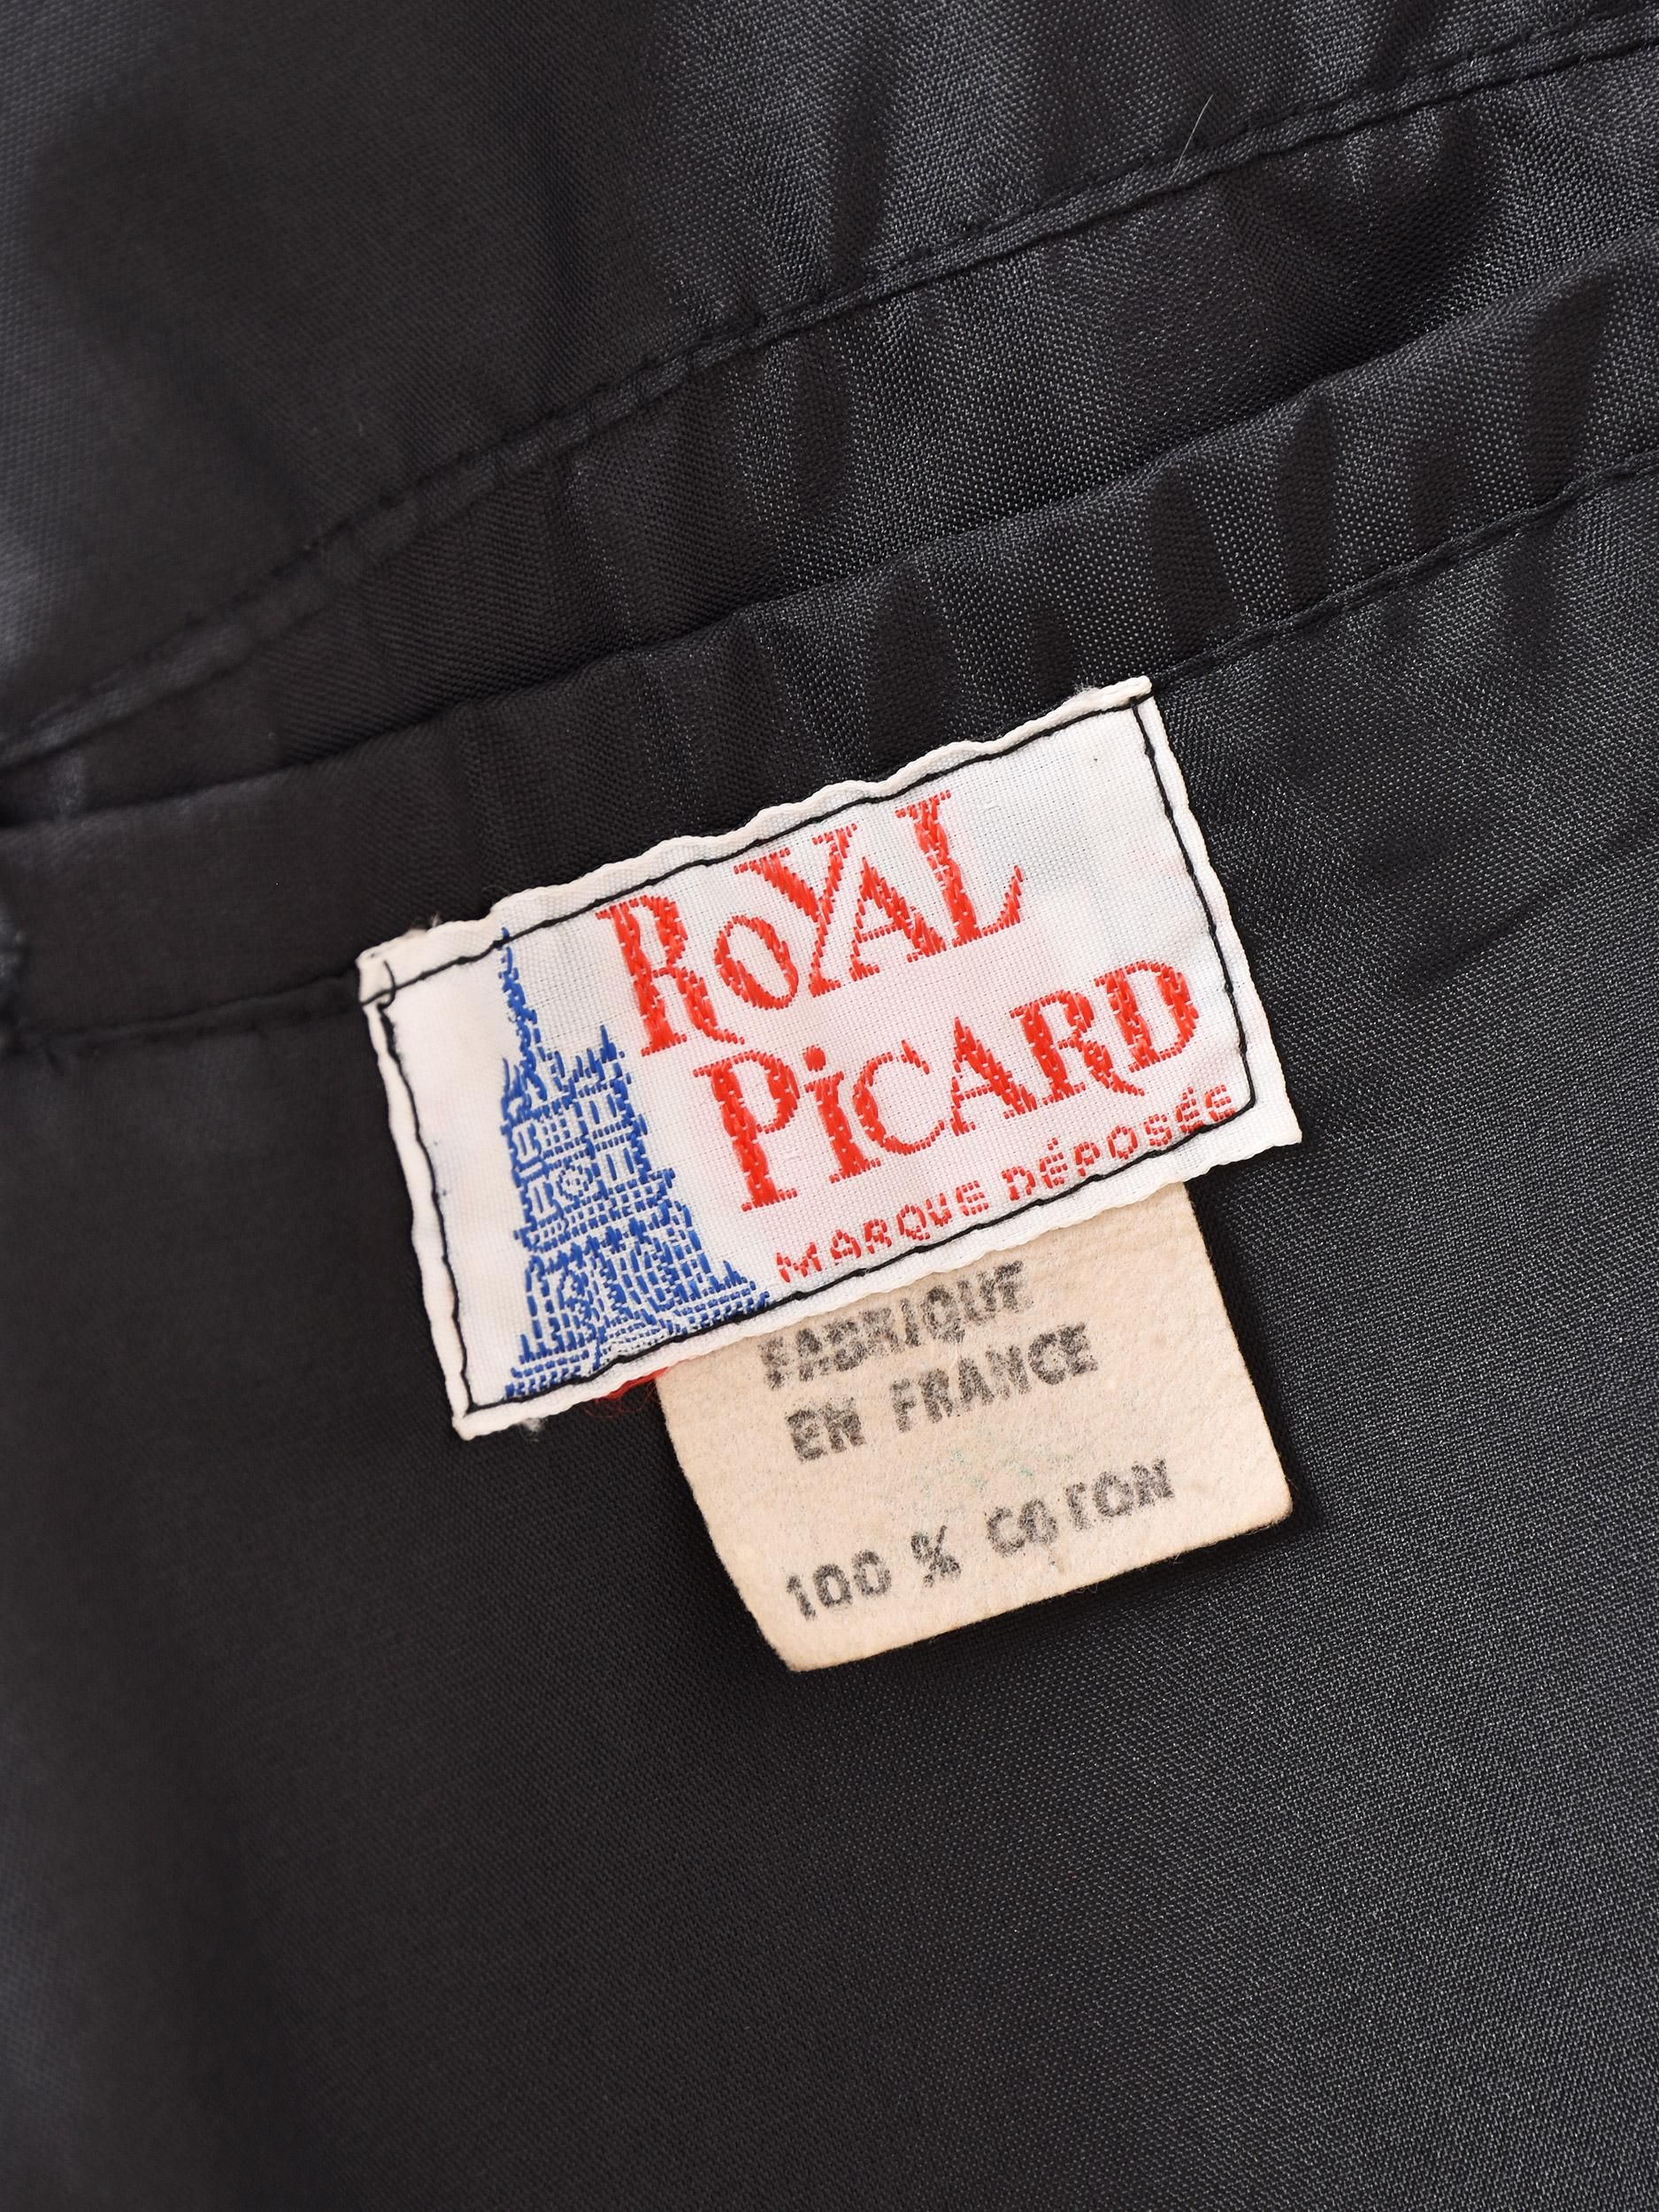 RoYAL
PiCARD
MARQUE DÉPOSÉE
FABRIQUE
EN FRANCE
100 % COTON